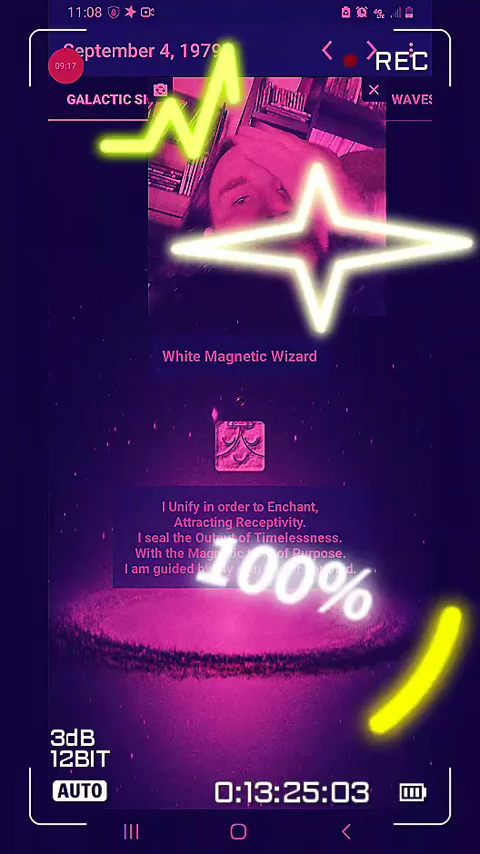 11:08
September 4, 1979
09:17
REC
GALACTIC SI
WAVES
White Magnetic Wizard
I Unify in order to Enchant,
Attracting Receptivity.
I seal the Output of Timelessness.
With the Magnetic of Purpose.
I am guided by
100%
3dB
12BIT
AUTO
0:13:25:03